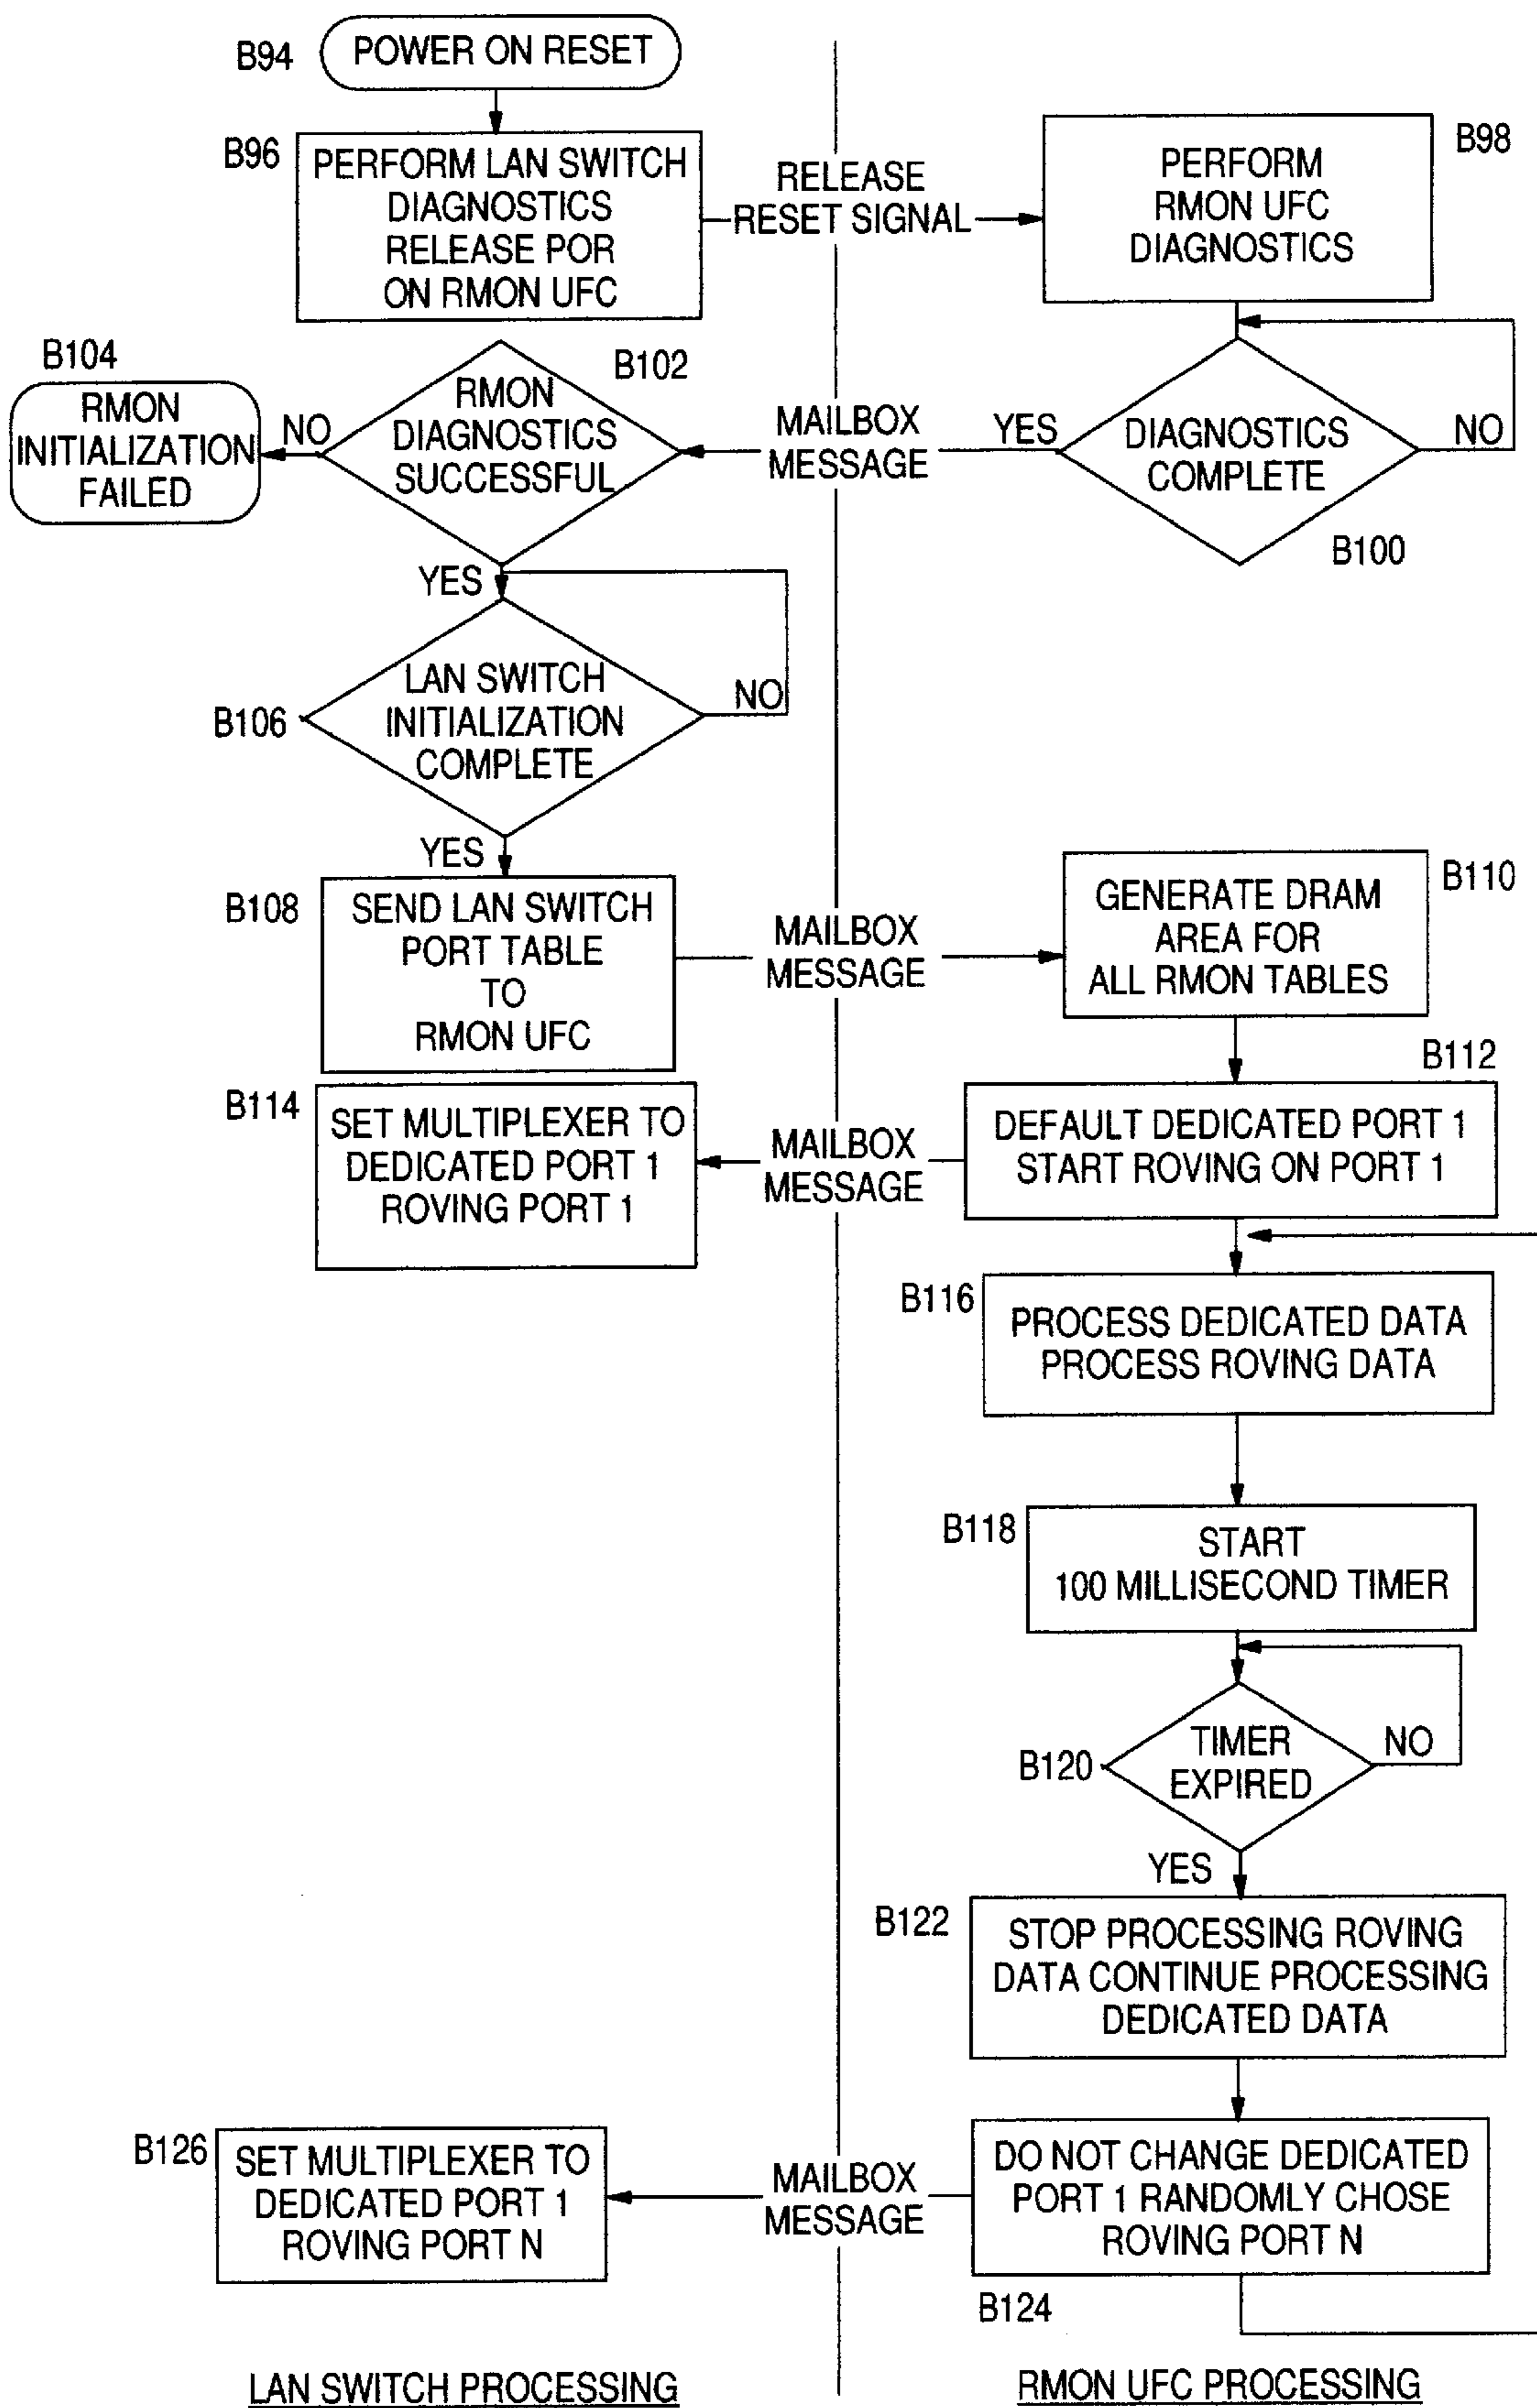 B94
POWER ON RESET
B96
PERFORM LAN SWITCH
DIAGNOSTICS
RELEASE POR
ON RMON UFC
RELEASE
RESET SIGNAL
B98
PERFORM
RMON UFC
DIAGNOSTICS
B104
RMON
INITIALIZATION
FAILED
NO
B102
RMON
DIAGNOSTICS
SUCCESSFUL
MAILBOX
MESSAGE
YES
DIAGNOSTICS
COMPLETE
NO
B100
YES
B106
LAN SWITCH
INITIALIZATION
COMPLETE
NO
YES
B108
SEND LAN SWITCH
PORT TABLE
TO
RMON UFC
MAILBOX
MESSAGE
B110
GENERATE DRAM
AREA FOR
ALL RMON TABLES
B114
SET MULTIPLEXER TO
DEDICATED PORT 1
ROVING PORT 1
MAILBOX
MESSAGE
B112
DEFAULT DEDICATED PORT 1
START ROVING ON PORT 1
B116
PROCESS DEDICATED DATA
PROCESS ROVING DATA
B118
START
100 MILLISECOND TIMER
B120
TIMER
EXPIRED
NO
YES
B122
STOP PROCESSING ROVING
DATA CONTINUE PROCESSING
DEDICATED DATA
B126
SET MULTIPLEXER TO
DEDICATED PORT 1
ROVING PORT N
MAILBOX
MESSAGE
DO NOT CHANGE DEDICATED
PORT 1 RANDOMLY CHOSE
ROVING PORT N
B124
LAN SWITCH PROCESSING
RMON UFC PROCESSING